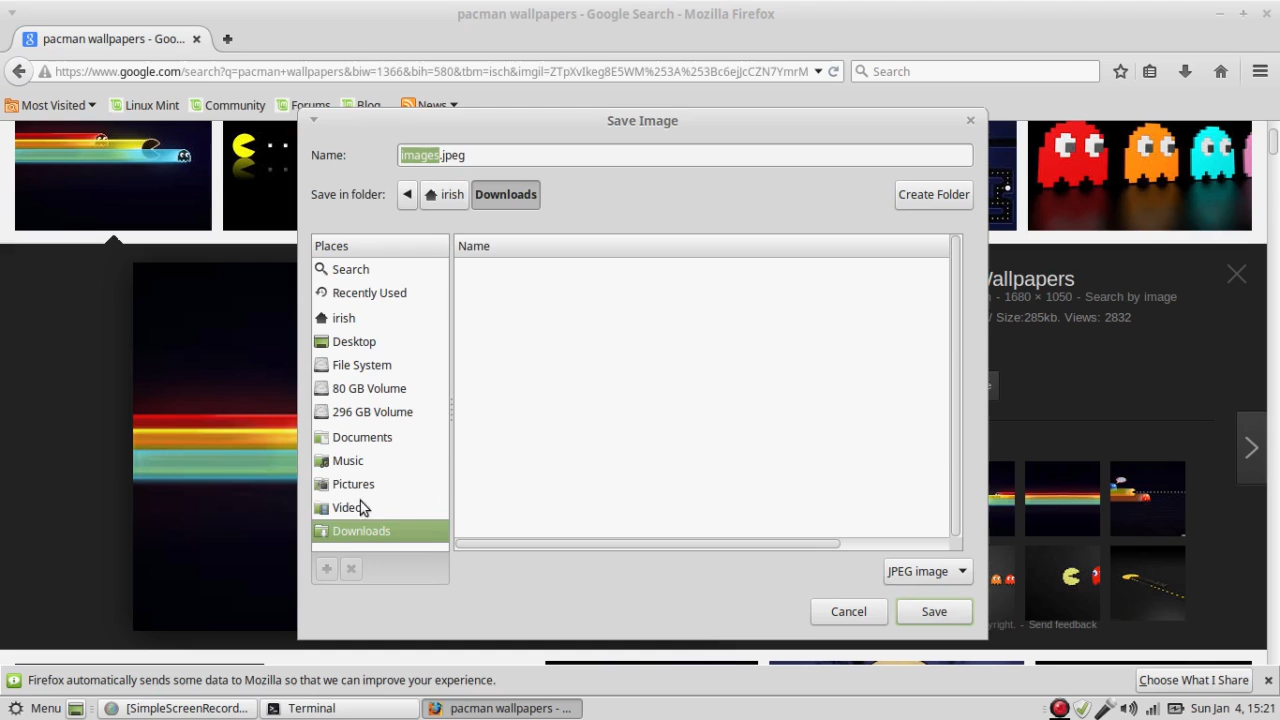 pacman wallpapers - Google Search - Mozilla Firefox
pacman wallpapers - Goo...
https://www.google.com/search?q=pacman+wallpapers&biw=1366&bih=580&tbm=isch&imgil=ZTpXvIkeg8E5WM%253A%253Bc6ejJcCZN7YmrM
Search
Most Visited
Linux Mint
Community
Forums
Blog
News
Save Image
Name:
images.jpeg
Save in folder:
irish
Downloads
Create Folder
Places
Name
Search
Recently Used
irish
Desktop
File System
80 GB Volume
296 GB Volume
Documents
Music
Pictures
Videos
Downloads
JPEG image
Cancel
Save
Wallpapers
- 1680 × 1050 - Search by image
/ Size:285kb. Views: 2832
- Send feedback
Firefox automatically sends some data to Mozilla so that we can improve your experience.
Choose What I Share
Menu
[SimpleScreenRecord...
Terminal
pacman wallpapers - ...
Sun Jan 4, 15:21